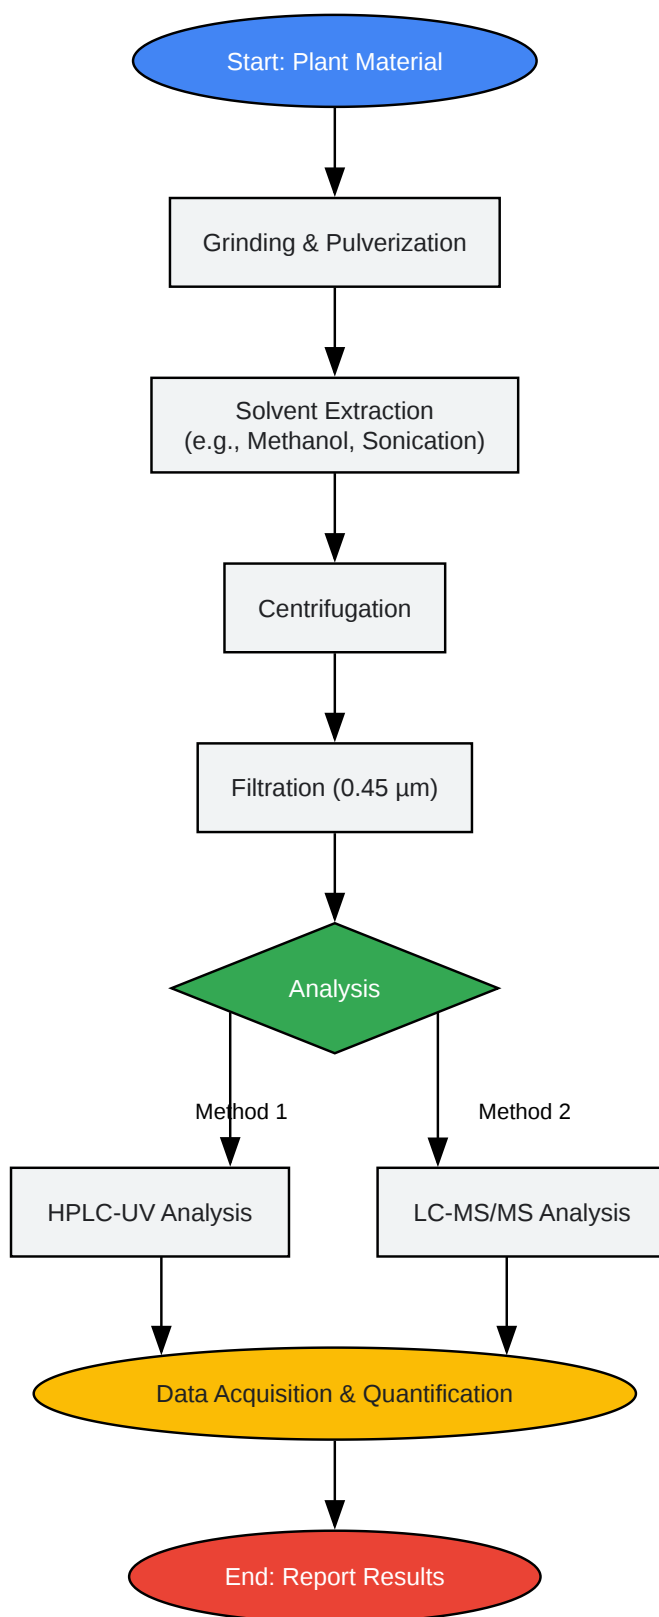 Start: Plant Material
Grinding & Pulverization
Solvent Extraction
(e.g., Methanol, Sonication)
Centrifugation
Filtration (0.45 µm)
Analysis
Method 1
Method 2
HPLC-UV Analysis
LC-MS/MS Analysis
Data Acquisition & Quantification
End: Report Results